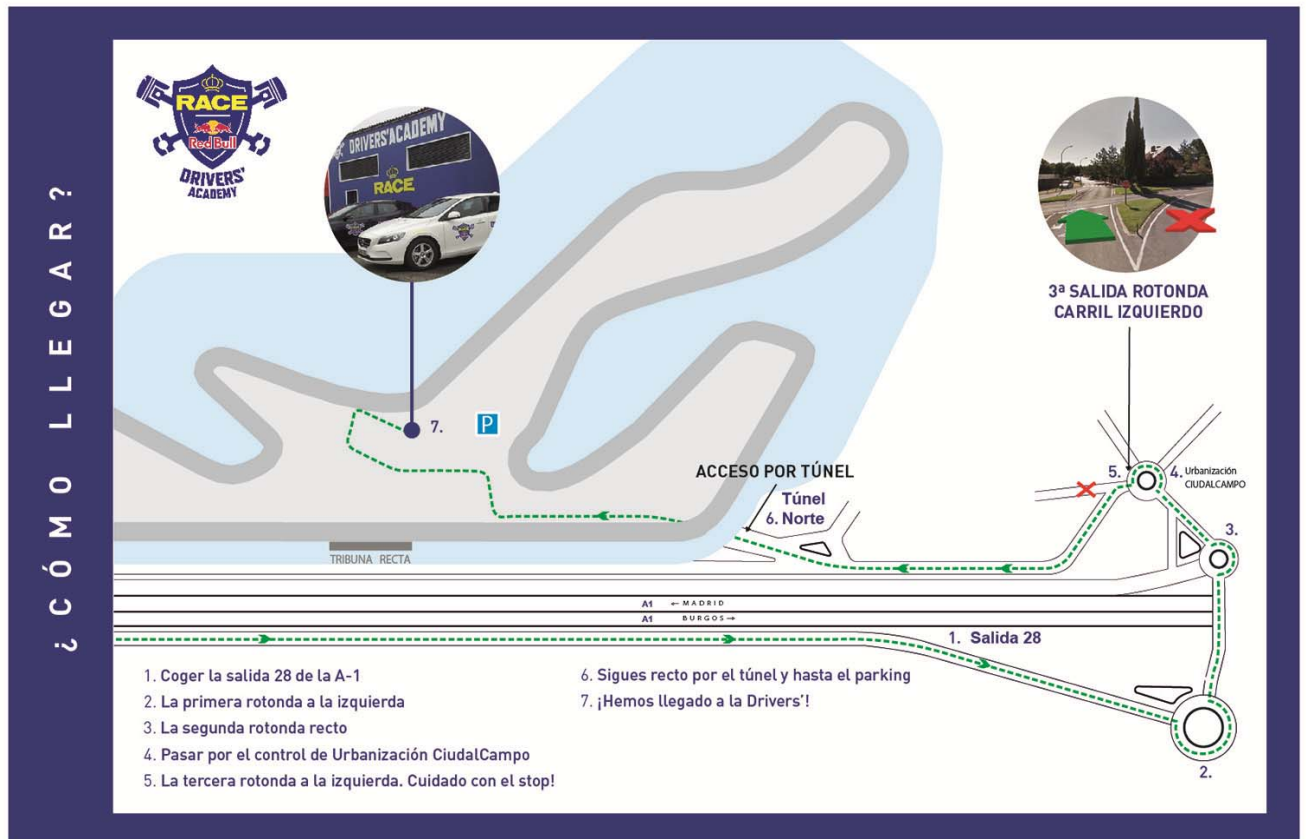 ¿CÓMO LLEGAR?
RACE
Red Bull
DRIVERS'
ACADEMY
DRIVERS'ACADEMY
RACE
3ª SALIDA ROTONDA
CARRIL IZQUIERDO
7.
P
ACCESO POR TÚNEL
Túnel
6. Norte
5.
4. Urbanización
CIUDALCAMPO
3.
TRIBUNA RECTA
A1 ←MADRID
A1 BURGOS→
1. Salida 28
2.
1. Coger la salida 28 de la A-1
2. La primera rotonda a la izquierda
3. La segunda rotonda recto
4. Pasar por el control de Urbanización CiudalCampo
5. La tercera rotonda a la izquierda. Cuidado con el stop!
6. Sigues recto por el túnel y hasta el parking
7. ¡Hemos llegado a la Drivers'!